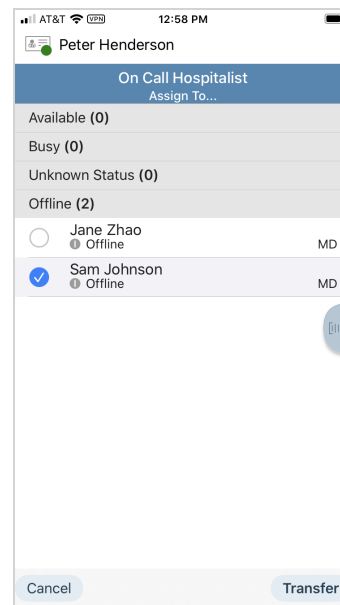 AT&T VPN 12:58 PM
Peter Henderson
On Call Hospitalist
Assign To...
Available (0)
Busy (0)
Unknown Status (0)
Offline (2)
Jane Zhao
Offline MD
Sam Johnson
Offline MD
Cancel Transfer